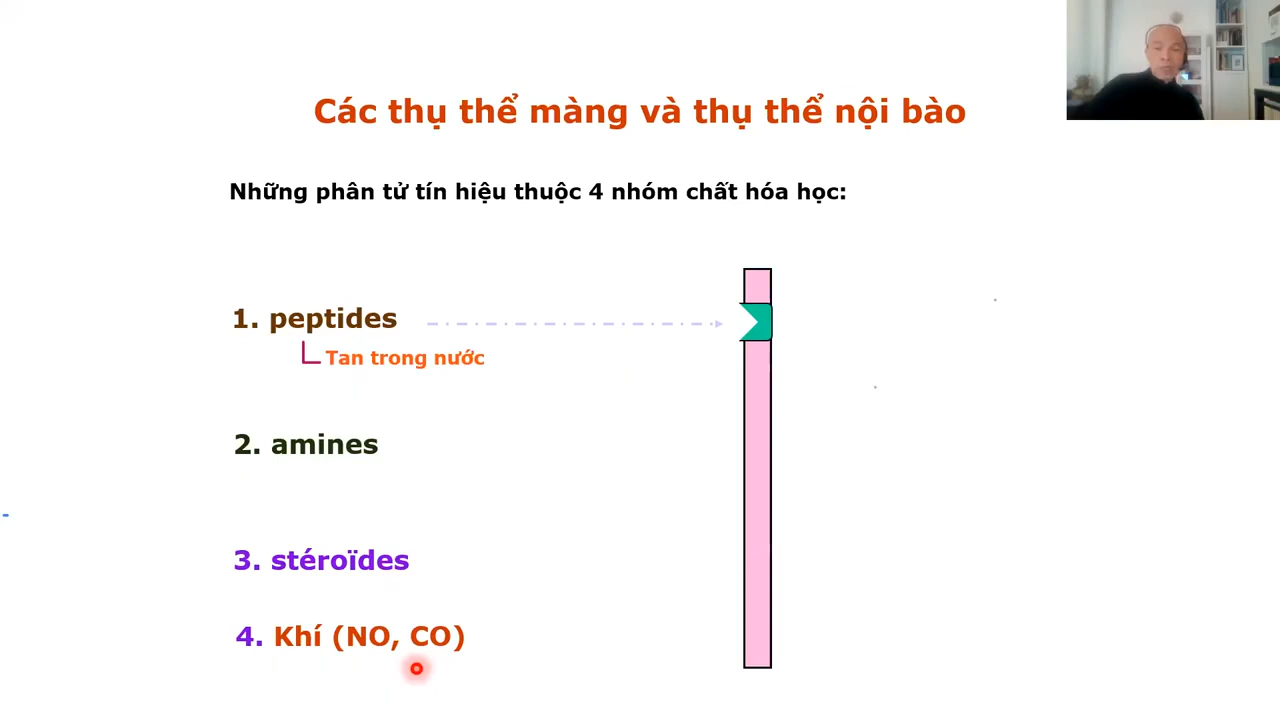 Các thụ thể màng và thụ thể nội bào
Những phân tử tín hiệu thuộc 4 nhóm chất hóa học:
1. peptides
Tan trong nước
2. amines
3. stéroïdes
4. Khí (NO, CO)